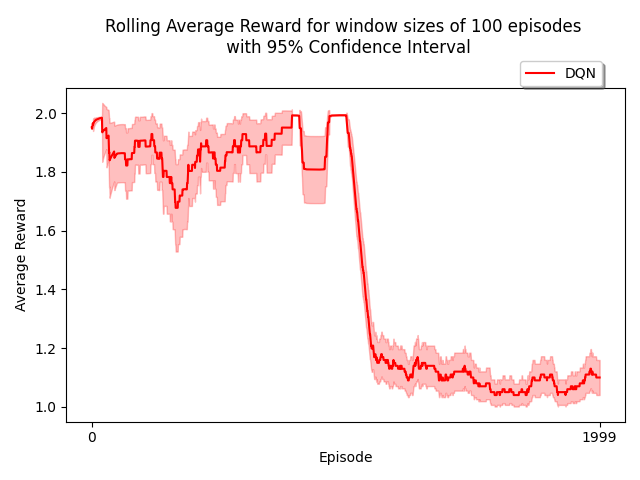 Rolling Average Reward for window sizes of 100 episodes
with 95% Confidence Interval
DQN
2.0
1.8
1.6
1.4
1.2
1.0
Average Reward
0
1999
Episode